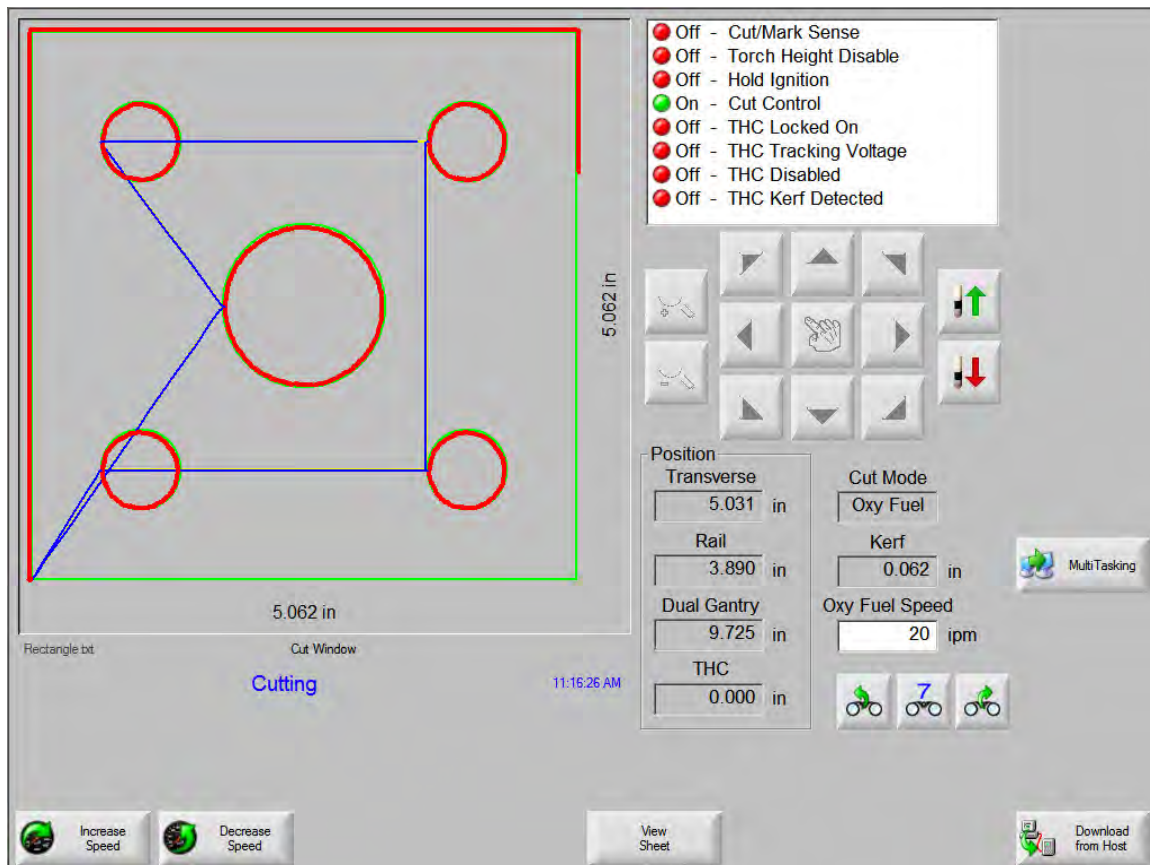 Off - Cut/Mark Sense
Off - Torch Height Disable
Off - Hold Ignition
On - Cut Control
Off - THC Locked On
Off - THC Tracking Voltage
Off - THC Disabled
Off - THC Kerf Detected
5.062 in
5.062 in
Rectangle.txt
Cut Window
Cutting
11:16:26 AM
Position
Transverse
5.031 in
Rail
3.890 in
Dual Gantry
9.725 in
THC
0.000 in
Cut Mode
Oxy Fuel
Kerf
0.062 in
Oxy Fuel Speed
20 ipm
7
MultiTasking
Increase
Speed
Decrease
Speed
View
Sheet
Download
from Host